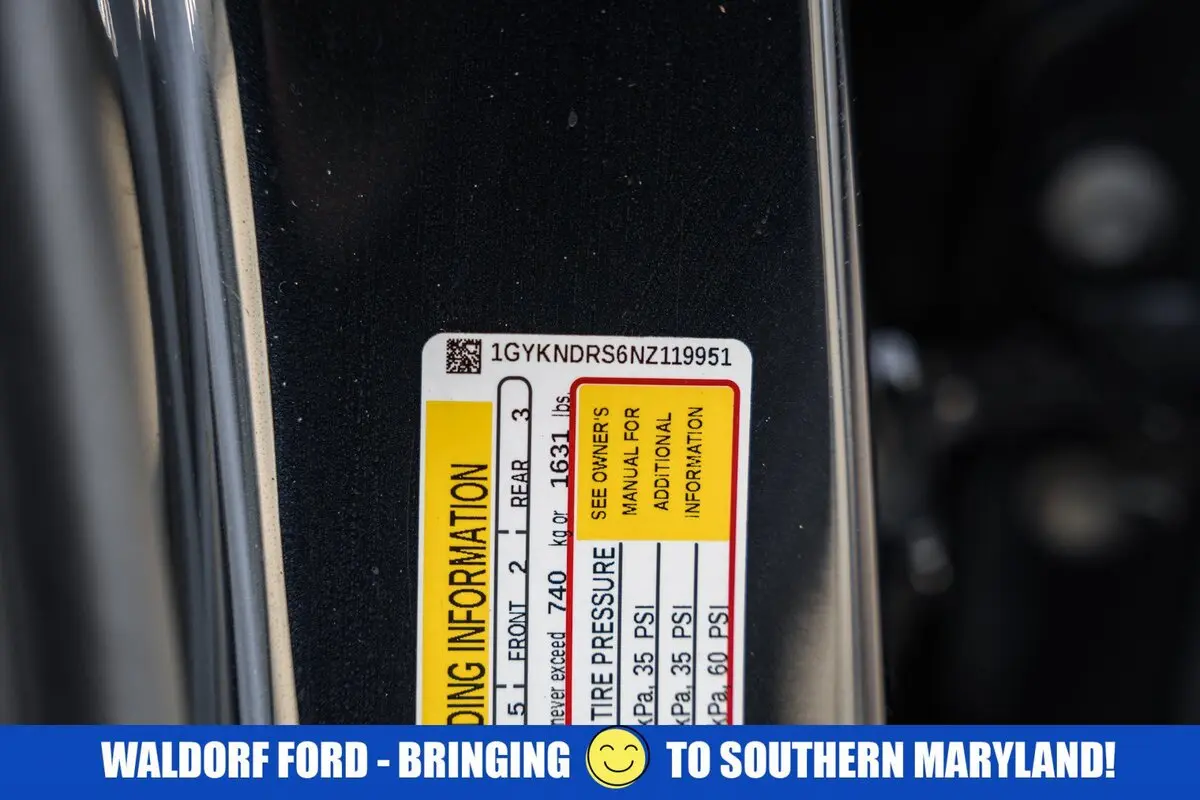 1GYKNDRS6NZ119951
DING INFORMATION
5 FRONT 2 REAR 3
never exceed 740 kg or 1631 lbs.
TIRE PRESSURE
kPa, 35 PSI
kPa, 35 PSI
kPa, 60 PSI
SEE OWNER'S
MANUAL FOR
ADDITIONAL
INFORMATION
WALDORF FORD - BRINGING TO SOUTHERN MARYLAND!